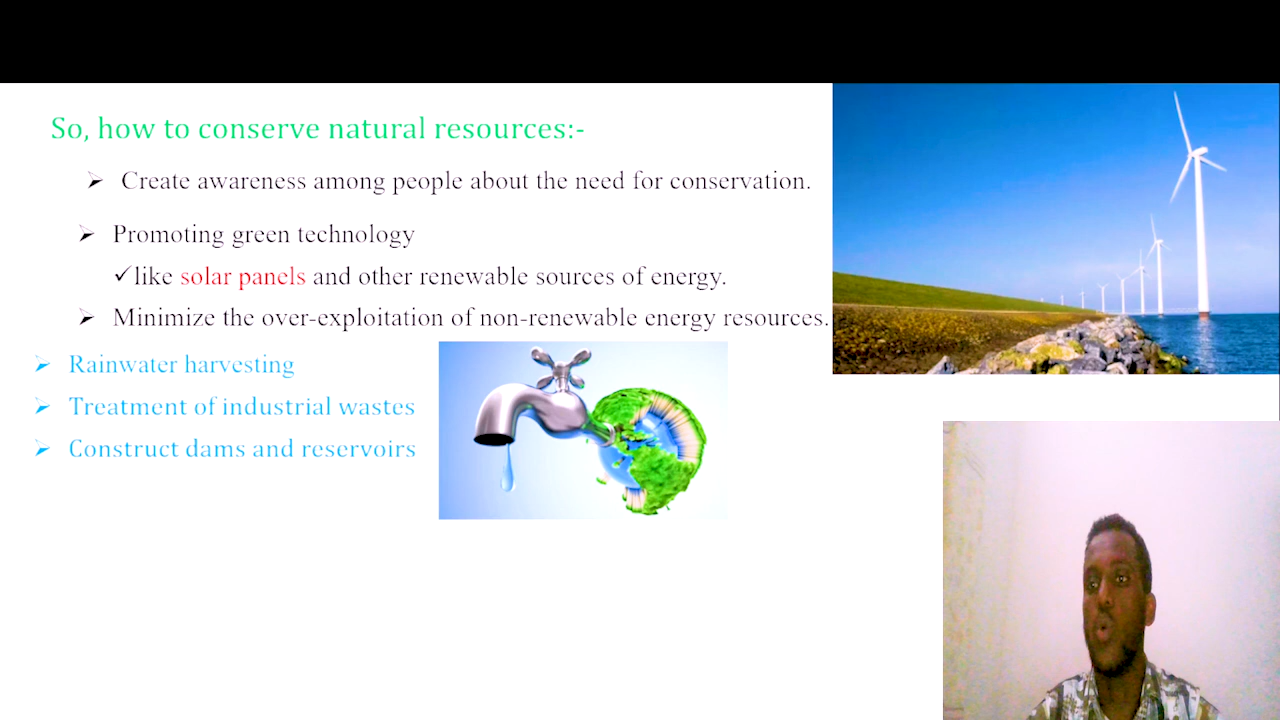 So, how to conserve natural resources:-
➢ Create awareness among people about the need for conservation.
➢ Promoting green technology
✓like solar panels and other renewable sources of energy.
➢ Minimize the over-exploitation of non-renewable energy resources.
➢ Rainwater harvesting
➢ Treatment of industrial wastes
➢ Construct dams and reservoirs